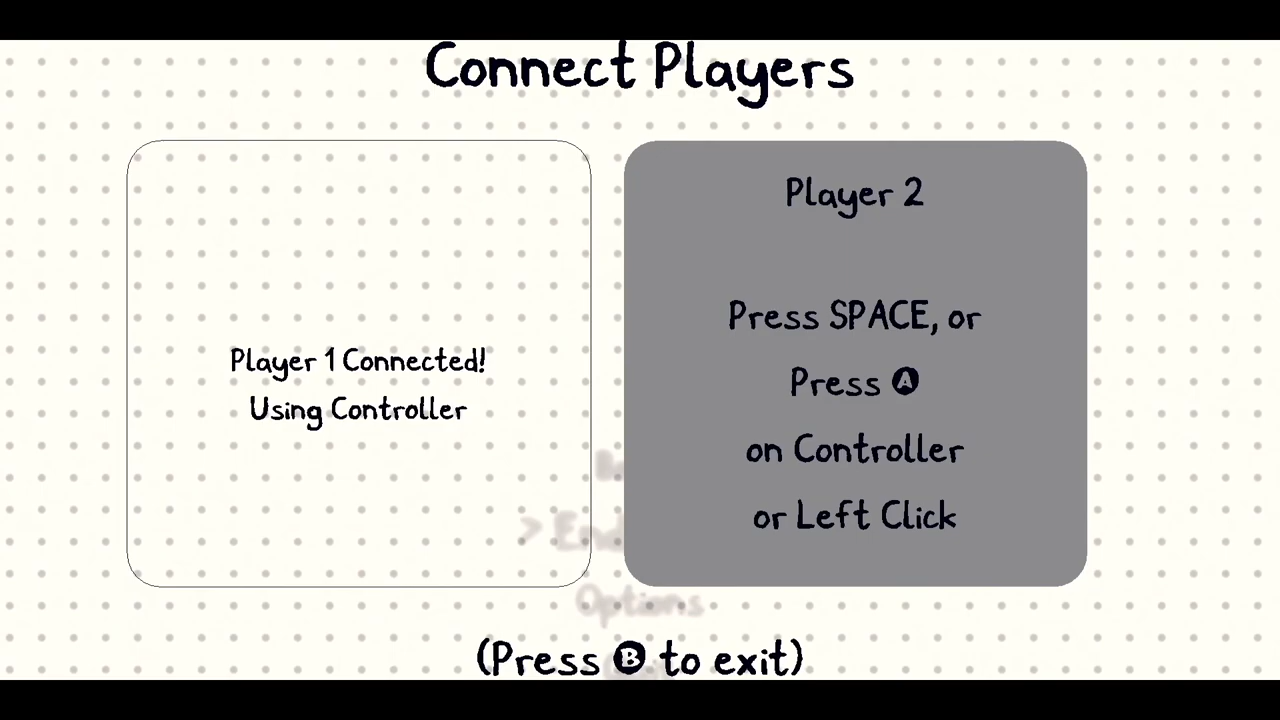 Connect Players
Player 1 Connected!
Using Controller
Player 2
Press SPACE, or
Press A
on Controller
or Left Click
Options
(Press B to exit)